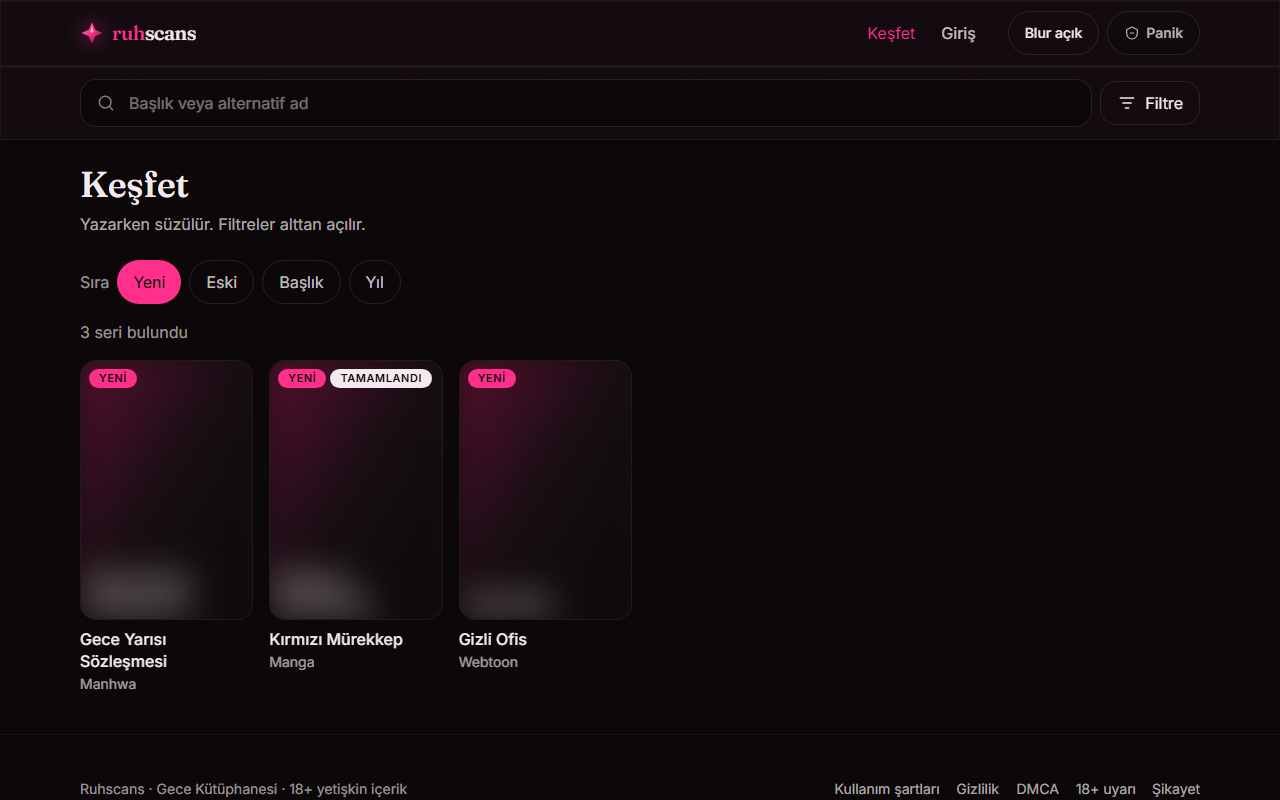 ruhscans
Keşfet
Giriş
Blur açık
Panik
Başlık veya alternatif ad
Filtre
Keşfet
Yazarken süzülür. Filtreler alttan açılır.
Sıra
Yeni
Eski
Başlık
Yıl
3 seri bulundu
YENİ
YENİ
TAMAMLANDI
YENİ
Gece Yarısı
Sözleşmesi
Manhwa
Kırmızı Mürekkep
Manga
Gizli Ofis
Webtoon
Ruhscans · Gece Kütüphanesi · 18+ yetişkin içerik
Kullanım şartları
Gizlilik
DMCA
18+ uyarı
Şikayet